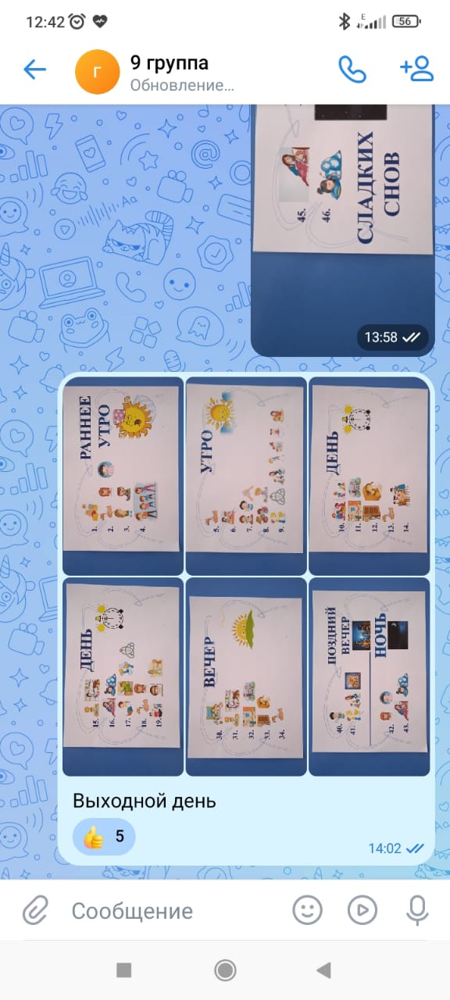 12:42
E
56
9 группа
Г
Обновление...
45.
46.
СЛАДКИХ
СНОВ
13:58
РАННЕЕ
УТРО
1.
2.
3.
4.
УТРО
5.
6.
7.
8.
9.
ДЕНЬ
10.
11.
12.
13.
14.
ДЕНЬ
15.
16.
17.
18.
19.
ВЕЧЕР
30.
31.
32.
33.
34.
ПОЗДНИЙ
ВЕЧЕР
40.
41.
НОЧЬ
42.
43.
Выходной день
👍 5
14:02
Сообщение